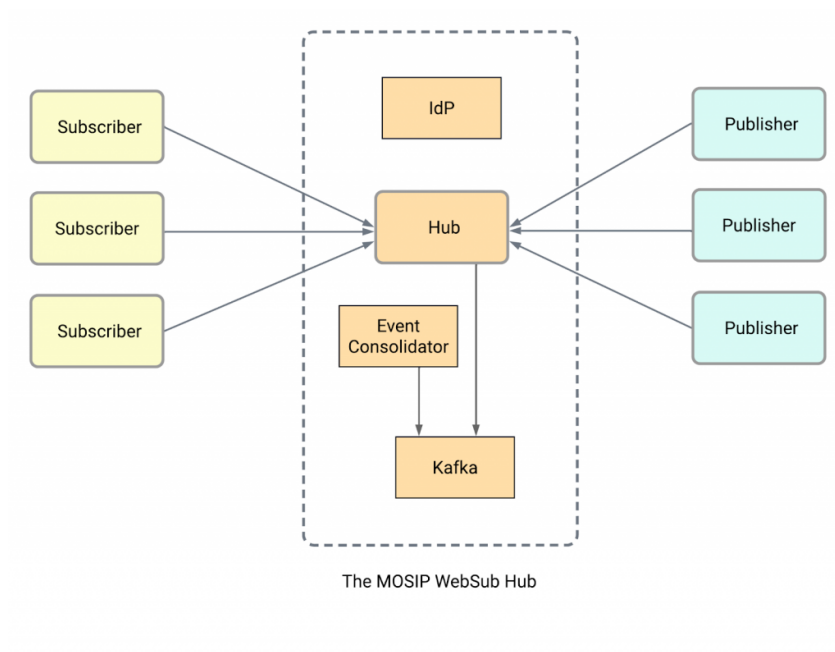 IdP
Subscriber
Publisher
Subscriber
Hub
Publisher
Subscriber
Event
Consolidator
Publisher
Kafka
The MOSIP WebSub Hub